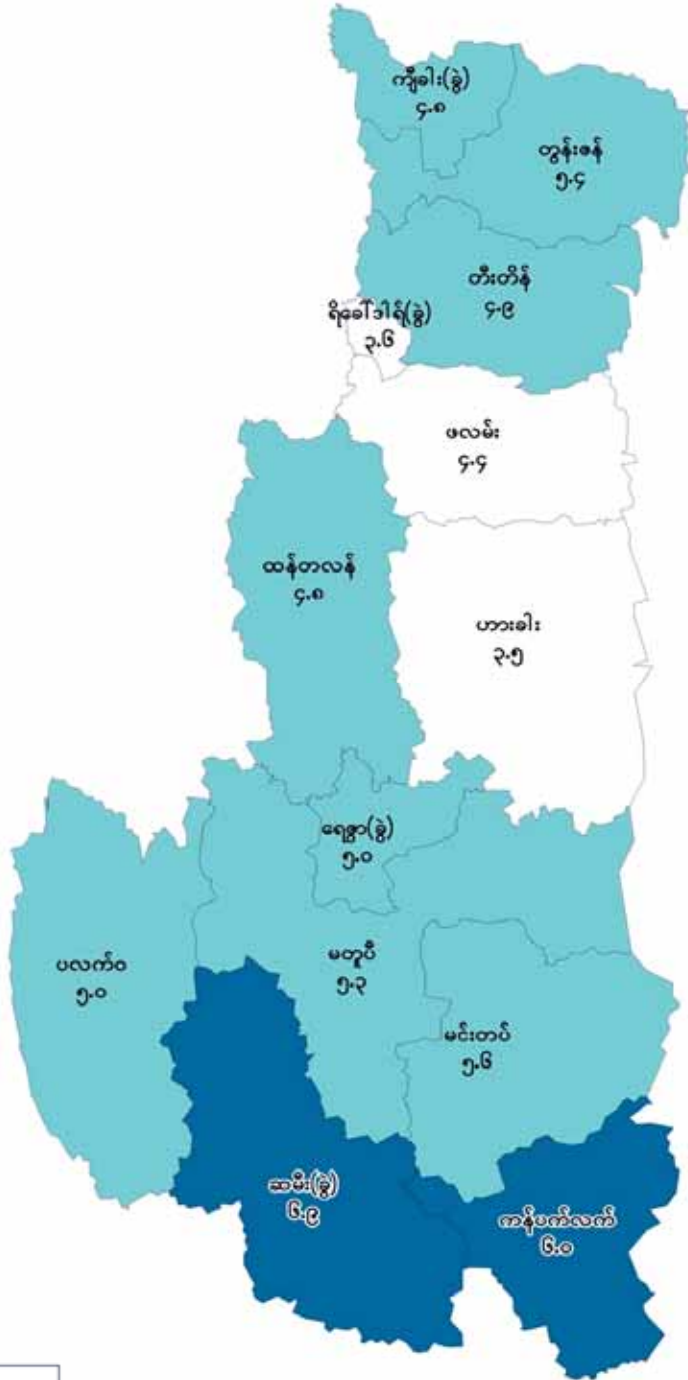 ကျီခါး(ခွဲ)
၄.၈
တွန်းဇန်
၅.၄
တီးတိန်
၄.၉
ရိခေါ်ဒါရ်(ခွဲ)
၃.၆
ဖလမ်း
၄.၄
ထန်တလန်
၄.၈
ဟားခါး
၃.၅
ရေဇွာ(ခွဲ)
၅.၀
မတူပီ
၅.၃
ပလက်ဝ
၅.၀
မင်းတပ်
၅.၆
ဆမီး(ခွဲ)
၆.၉
ကန်ပက်လက်
၆.၀